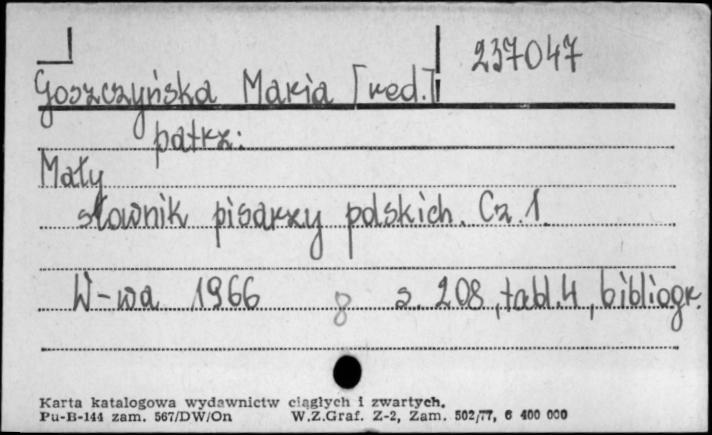 237047
Goszczyńska Maria [red.]
patrz:
Mały
słownik pisarzy polskich. Cz. 1.
W-wa 1966 8 s. 208, tabl. 4, bibliogr.
Karta katalogowa wydawnictw ciągłych i zwartych.
Pu-B-144 zam. 567/DW/On W.Z.Graf. Z-2, Zam. 502/77, 6 400 000